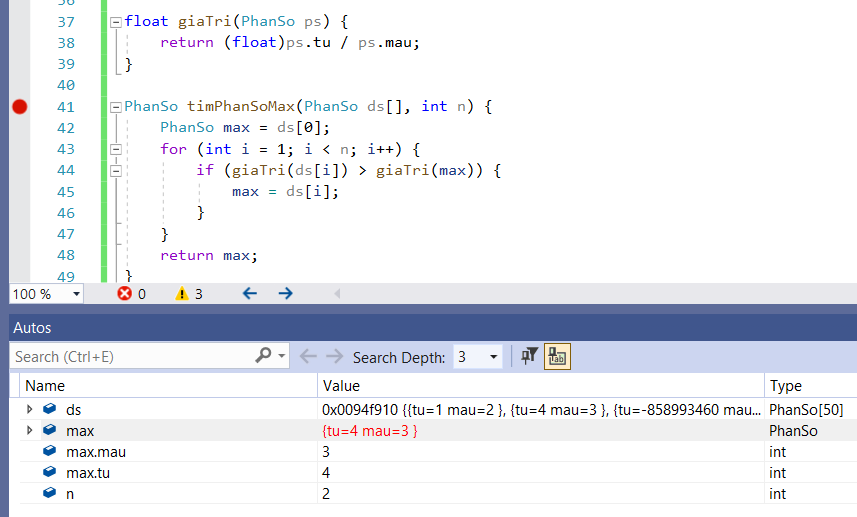 36
37 float giaTri(PhanSo ps) {
38 return (float)ps.tu / ps.mau;
39 }
40
41 PhanSo timPhanSoMax(PhanSo ds[], int n) {
42 PhanSo max = ds[0];
43 for (int i = 1; i < n; i++) {
44 if (giaTri(ds[i]) > giaTri(max)) {
45 max = ds[i];
46 }
47 }
48 return max;
49 }
100 % 0 3
Autos
Search (Ctrl+E) Search Depth: 3
Name Value Type
ds 0x0094f910 {{tu=1 mau=2 }, {tu=4 mau=3 }, {tu=-858993460 mau... PhanSo[50]
max {tu=4 mau=3 } PhanSo
max.mau 3 int
max.tu 4 int
n 2 int